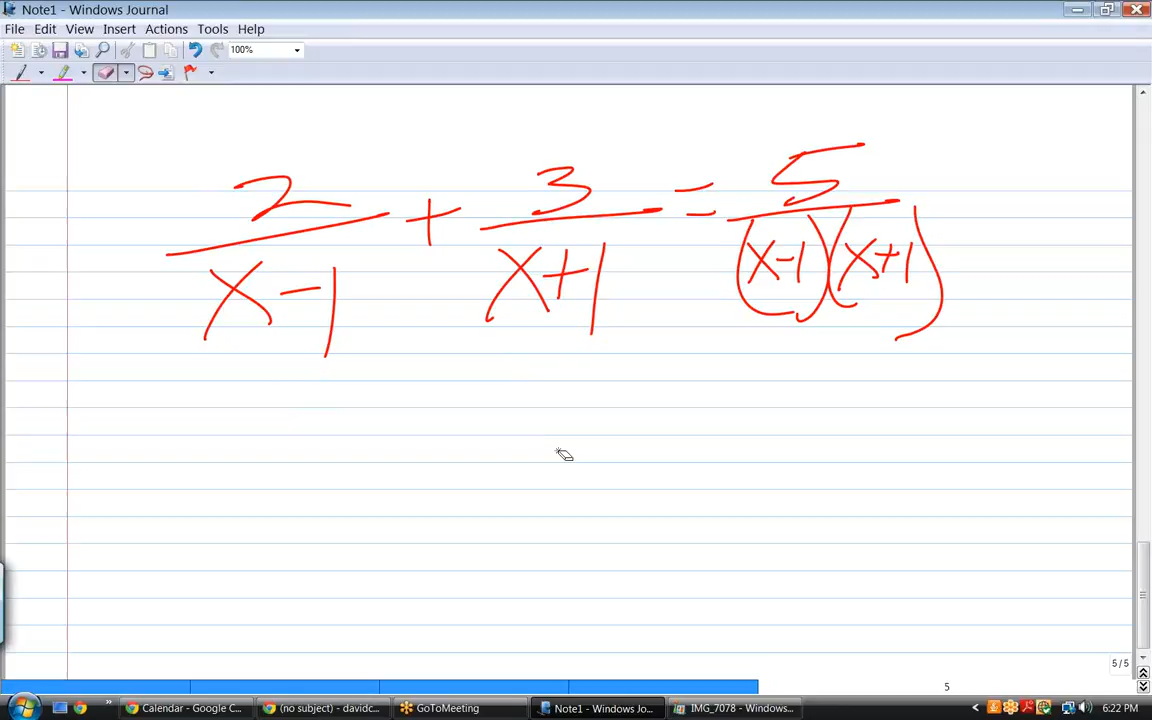 Note1 - Windows Journal
File Edit View Insert Actions Tools Help
100%
2/(x-1) + 3/(x+1) = 5/((x-1)(x+1))
5/5
5
Calendar - Google C...
(no subject) - davidc...
GoToMeeting
Note1 - Windows Jo...
IMG_7078 - Windows...
6:22 PM